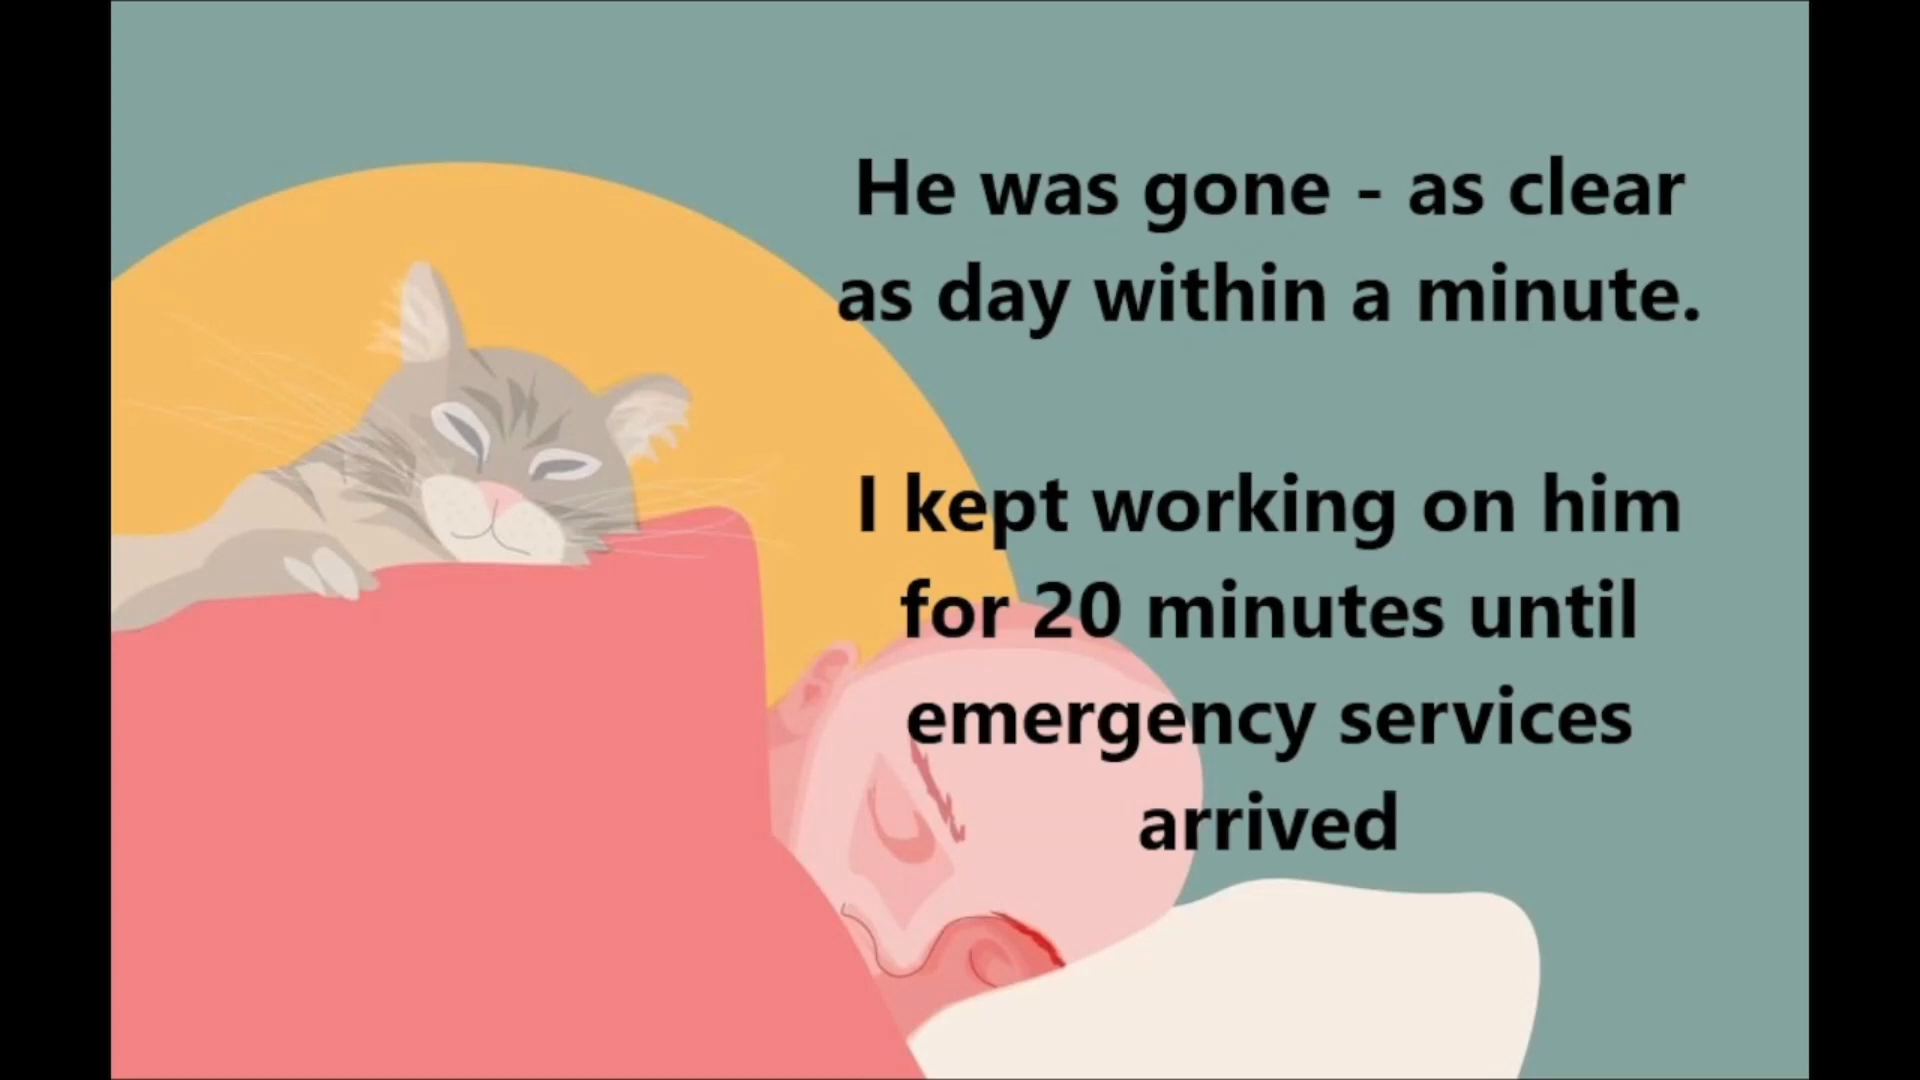 He was gone - as clear
as day within a minute.
I kept working on him
for 20 minutes until
emergency services
arrived